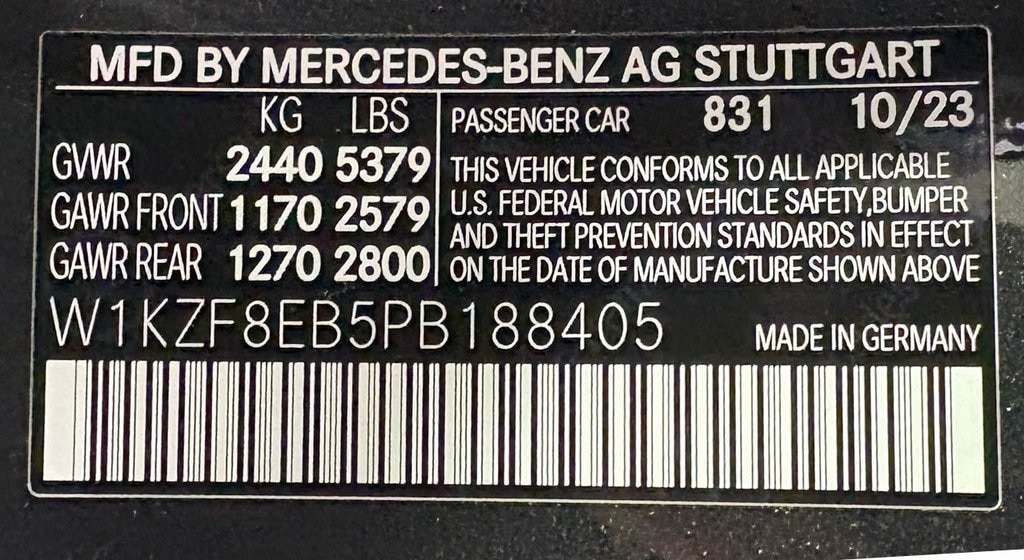 MFD BY MERCEDES-BENZ AG STUTTGART
KG LBS
GVWR 2440 5379
GAWR FRONT 1170 2579
GAWR REAR 1270 2800
PASSENGER CAR 831 10/23
THIS VEHICLE CONFORMS TO ALL APPLICABLE
U.S. FEDERAL MOTOR VEHICLE SAFETY,BUMPER
AND THEFT PREVENTION STANDARDS IN EFFECT
ON THE DATE OF MANUFACTURE SHOWN ABOVE
W1KZF8EB5PB188405
MADE IN GERMANY